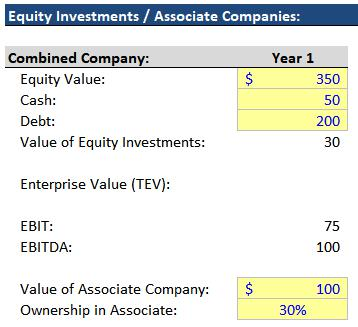 Equity Investments / Associate Companies:
Combined Company: Year 1
Equity Value: $ 350
Cash: 50
Debt: 200
Value of Equity Investments: 30
Enterprise Value (TEV):
EBIT: 75
EBITDA: 100
Value of Associate Company: $ 100
Ownership in Associate: 30%